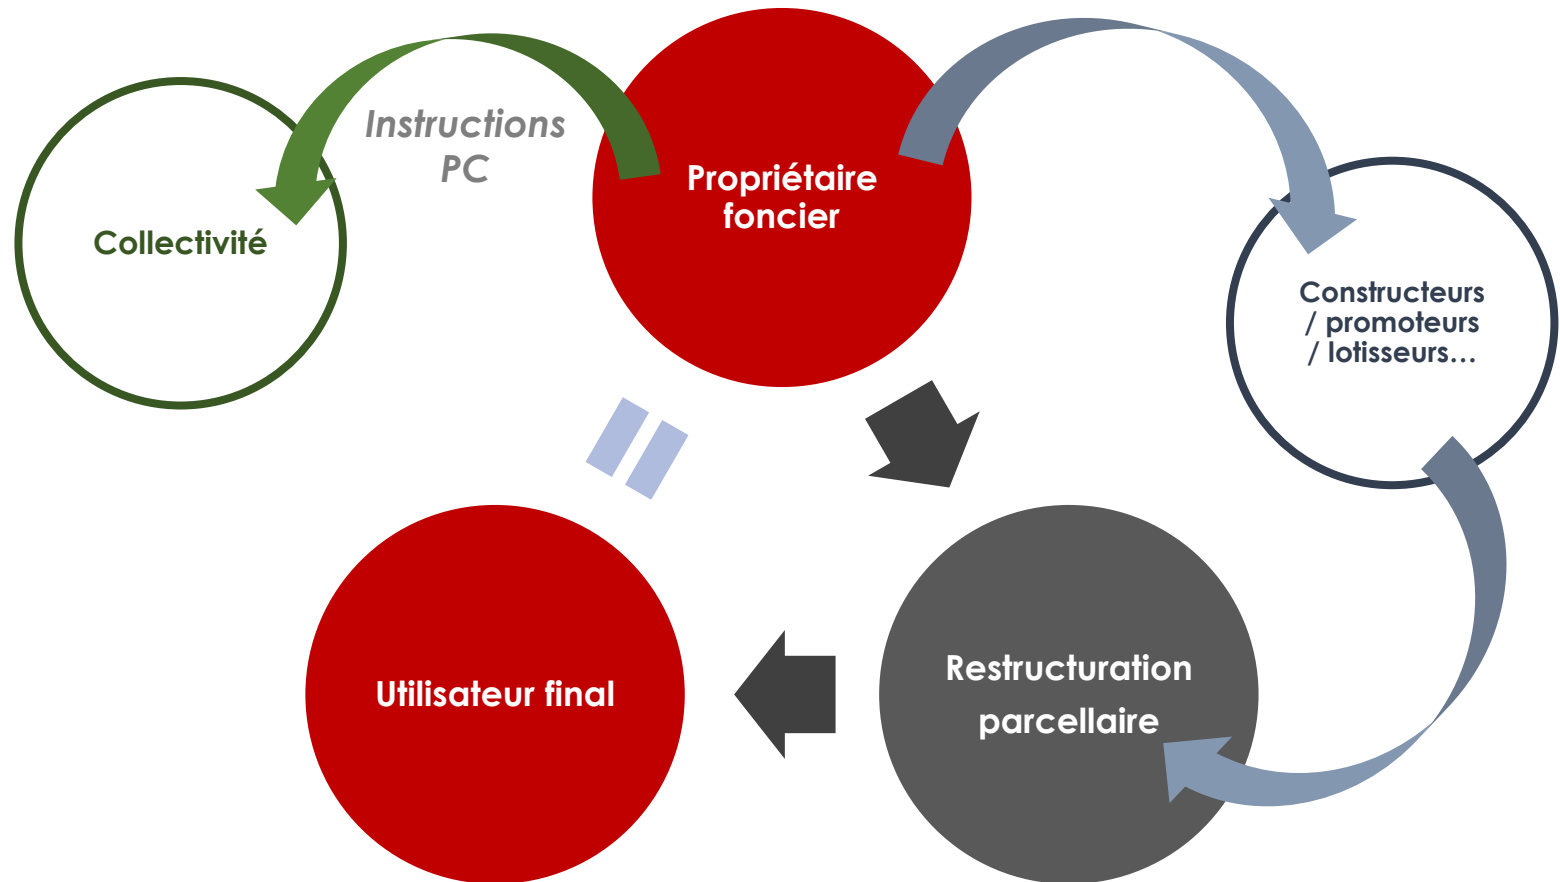 Instructions
PC
Propriétaire
foncier
Collectivité
Constructeurs
/ promoteurs
/ lotisseurs…
Utilisateur final
Restructuration
parcellaire